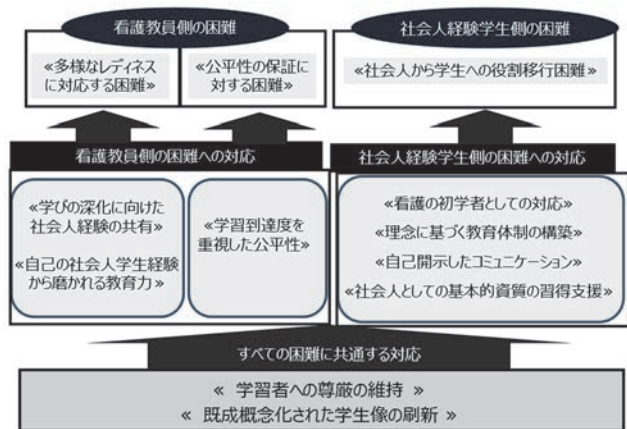 看護教員側の困難
«多様なレディネス
に対応する困難»
«公平性の保証に
対する困難»
社会人経験学生側の困難
«社会人から学生への役割移行困難»
看護教員側の困難への対応
«学びの深化に向けた
社会人経験の共有»
«自己の社会人学生経験
から磨かれる教育力»
«学習到達度を
重視した公平性»
社会人経験学生側の困難への対応
«看護の初学者としての対応»
«理念に基づく教育体制の構築»
«自己開示したコミュニケーション»
«社会人としての基本的資質の習得支援»
すべての困難に共通する対応
« 学習者への尊厳の維持 »
« 既成概念化された学生像の刷新 »